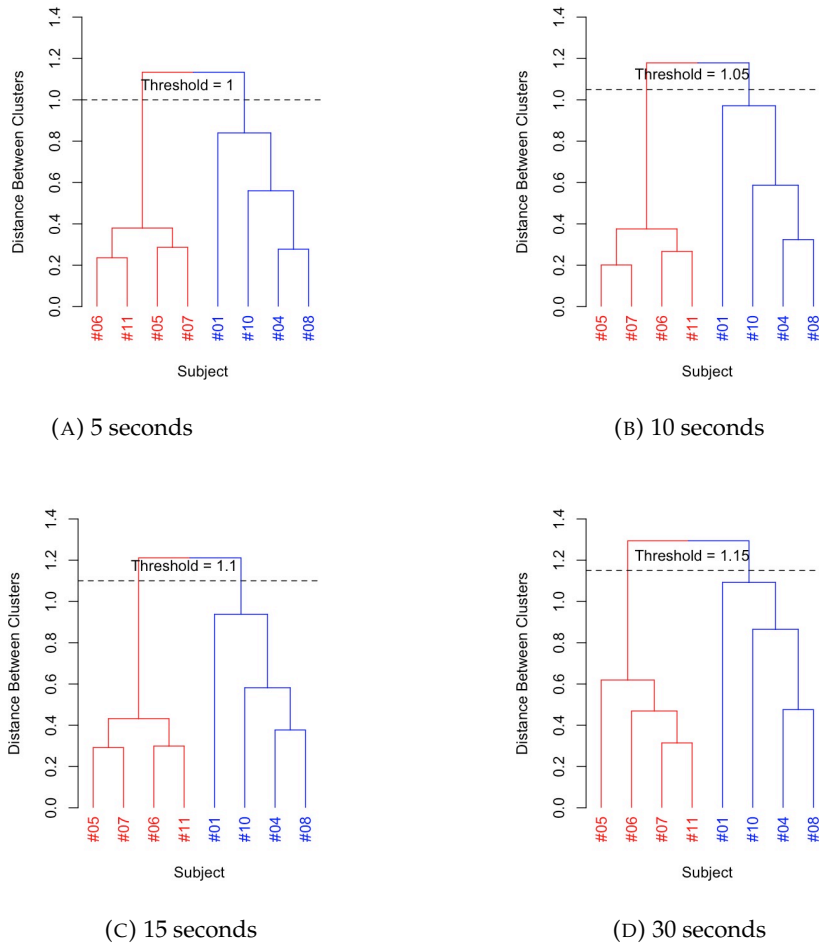 Distance Between Clusters
1.4
1.2
1.0
0.8
0.6
0.4
0.2
0.0
Threshold = 1
#06 #11 #05 #07 #01 #10 #04 #08
Subject
(A) 5 seconds
Distance Between Clusters
1.4
1.2
1.0
0.8
0.6
0.4
0.2
0.0
Threshold = 1.05
#05 #07 #06 #11 #01 #10 #04 #08
Subject
(B) 10 seconds
Distance Between Clusters
1.4
1.2
1.0
0.8
0.6
0.4
0.2
0.0
Threshold = 1.1
#05 #07 #06 #11 #01 #10 #04 #08
Subject
(C) 15 seconds
Distance Between Clusters
1.4
1.2
1.0
0.8
0.6
0.4
0.2
0.0
Threshold = 1.15
#05 #06 #07 #11 #01 #10 #04 #08
Subject
(D) 30 seconds